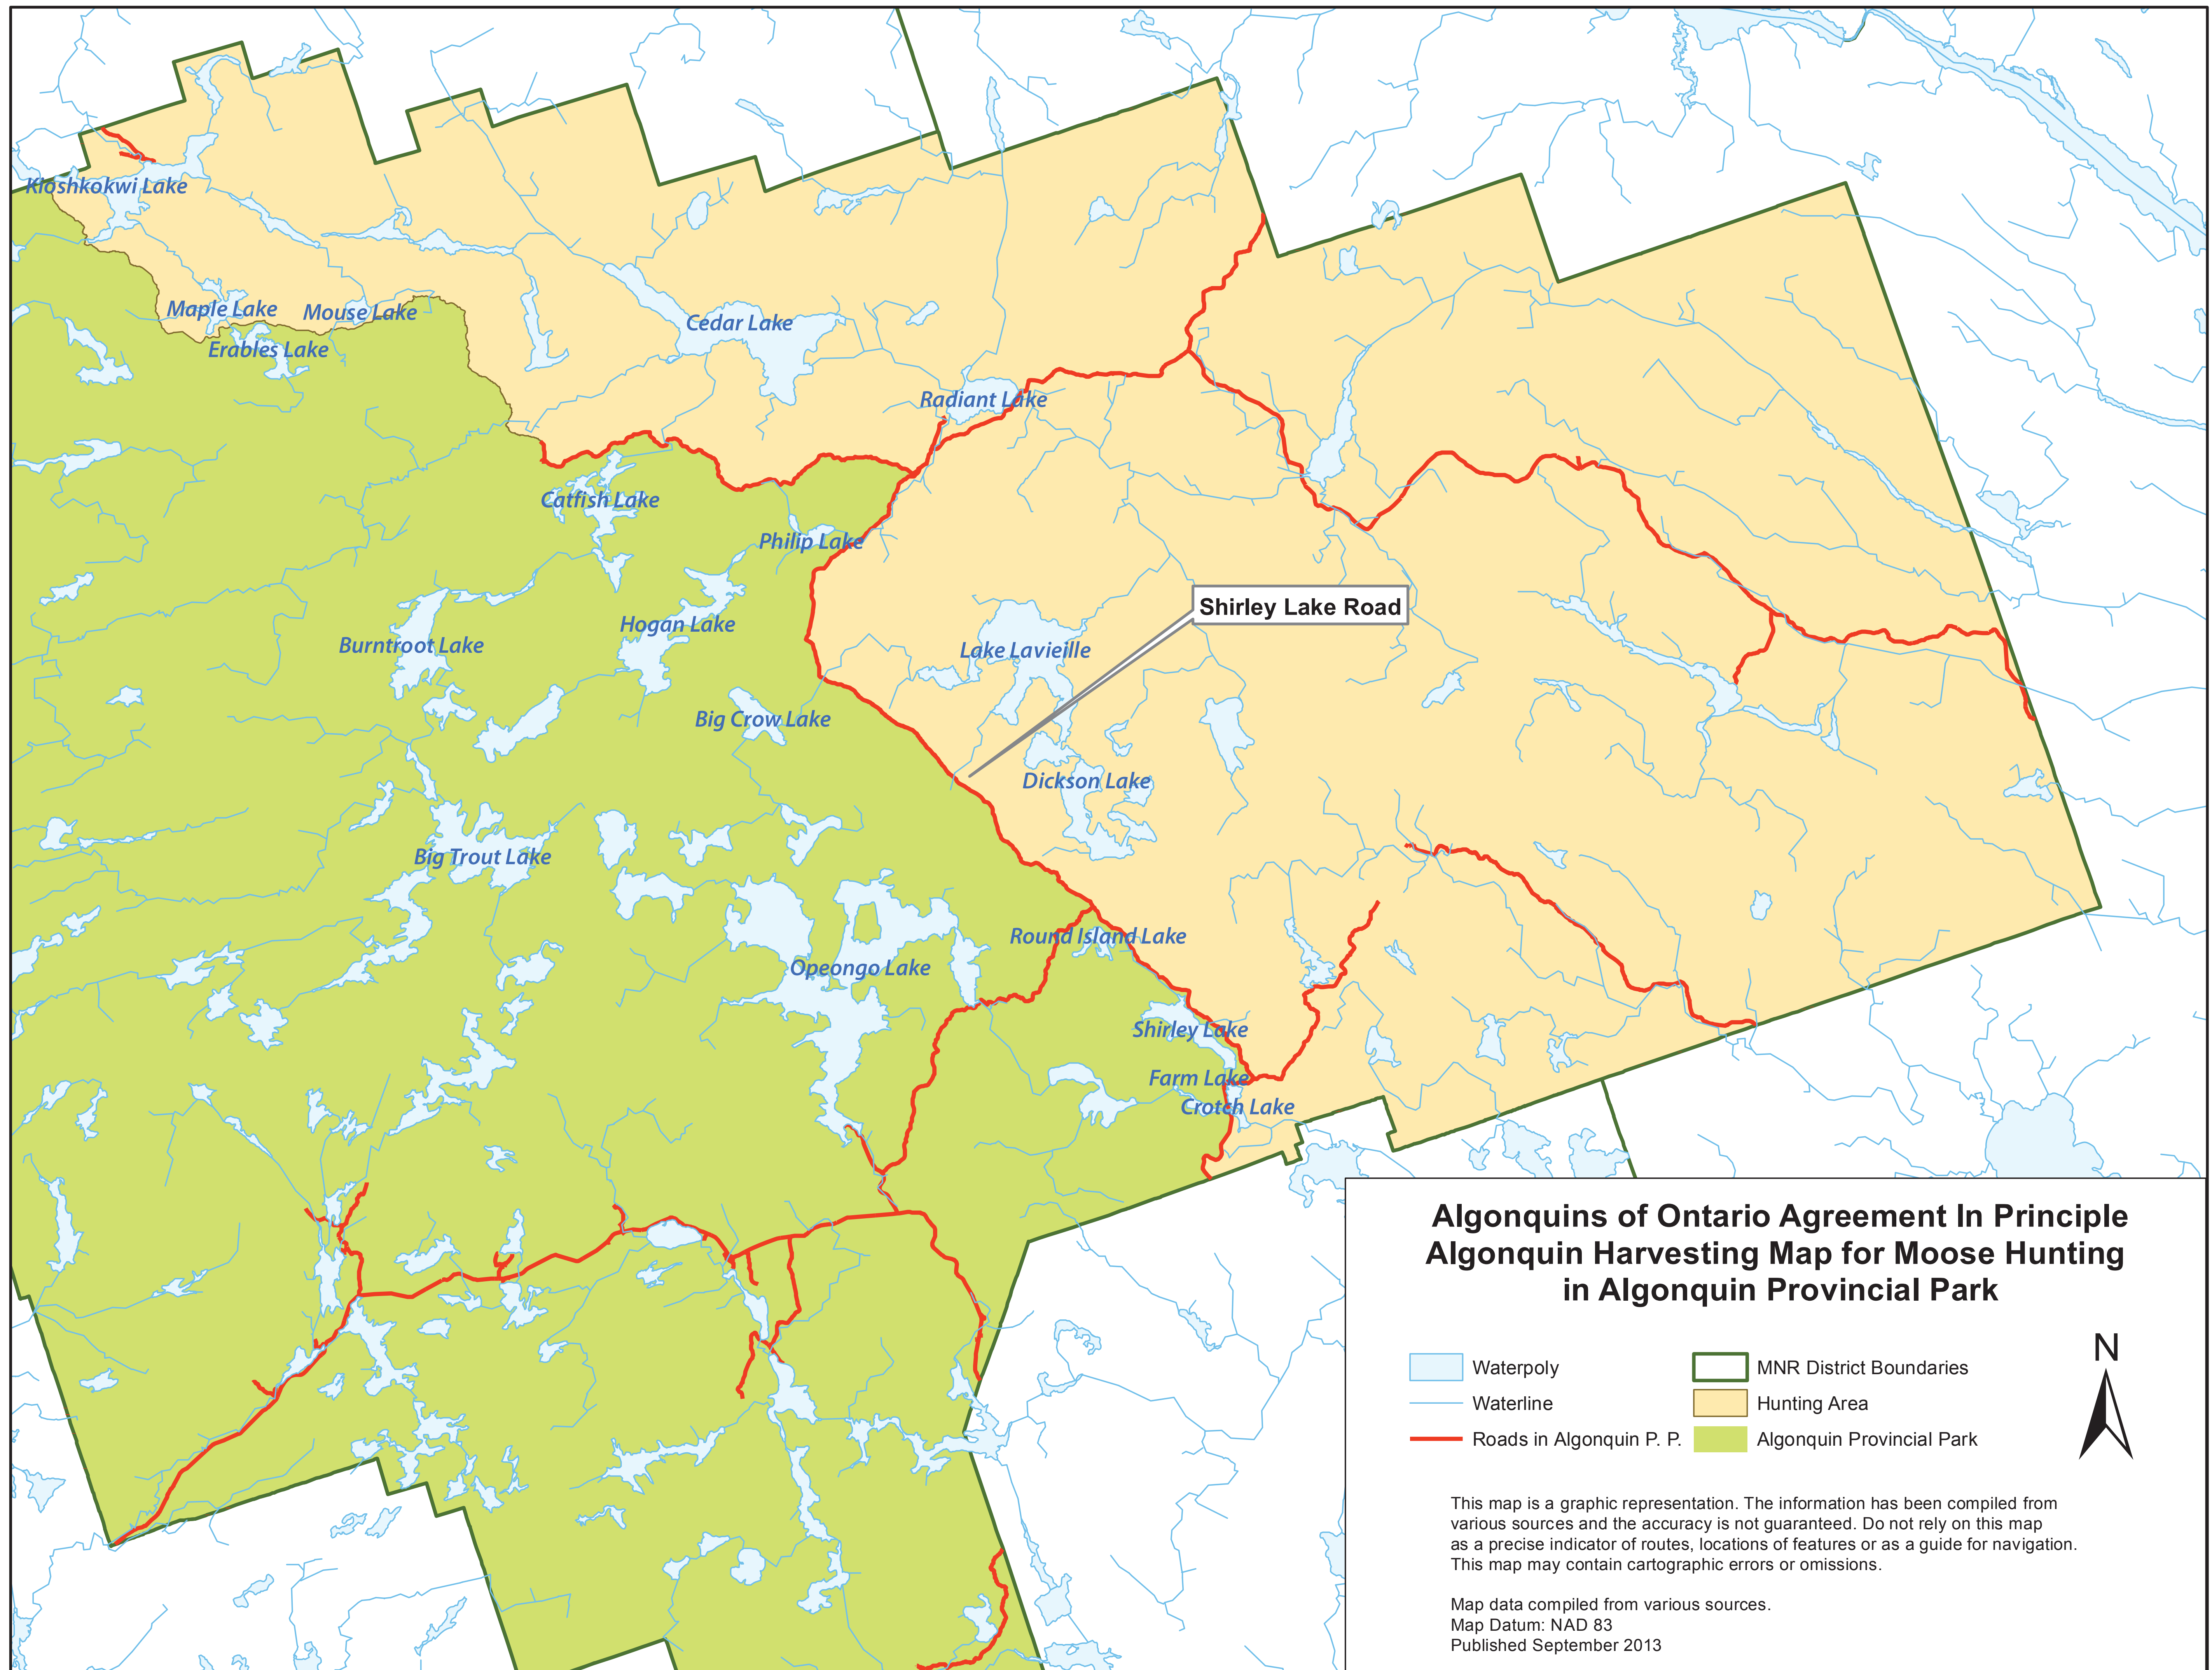 Kioshkokwi Lake
Maple Lake
Mouse Lake
Erables Lake
Cedar Lake
Radiant Lake
Catfish Lake
Philip Lake
Shirley Lake Road
Hogan Lake
Burntroot Lake
Lake Lavieille
Big Crow Lake
Dickson Lake
Big Trout Lake
Round Island Lake
Opeongo Lake
Shirley Lake
Farm Lake
Crotch Lake
Algonquins of Ontario Agreement In Principle
Algonquin Harvesting Map for Moose Hunting
in Algonquin Provincial Park
N
Waterpoly
MNR District Boundaries
Waterline
Hunting Area
Roads in Algonquin P. P.
Algonquin Provincial Park
This map is a graphic representation. The information has been compiled from
various sources and the accuracy is not guaranteed. Do not rely on this map
as a precise indicator of routes, locations of features or as a guide for navigation.
This map may contain cartographic errors or omissions.
Map data compiled from various sources.
Map Datum: NAD 83
Published September 2013